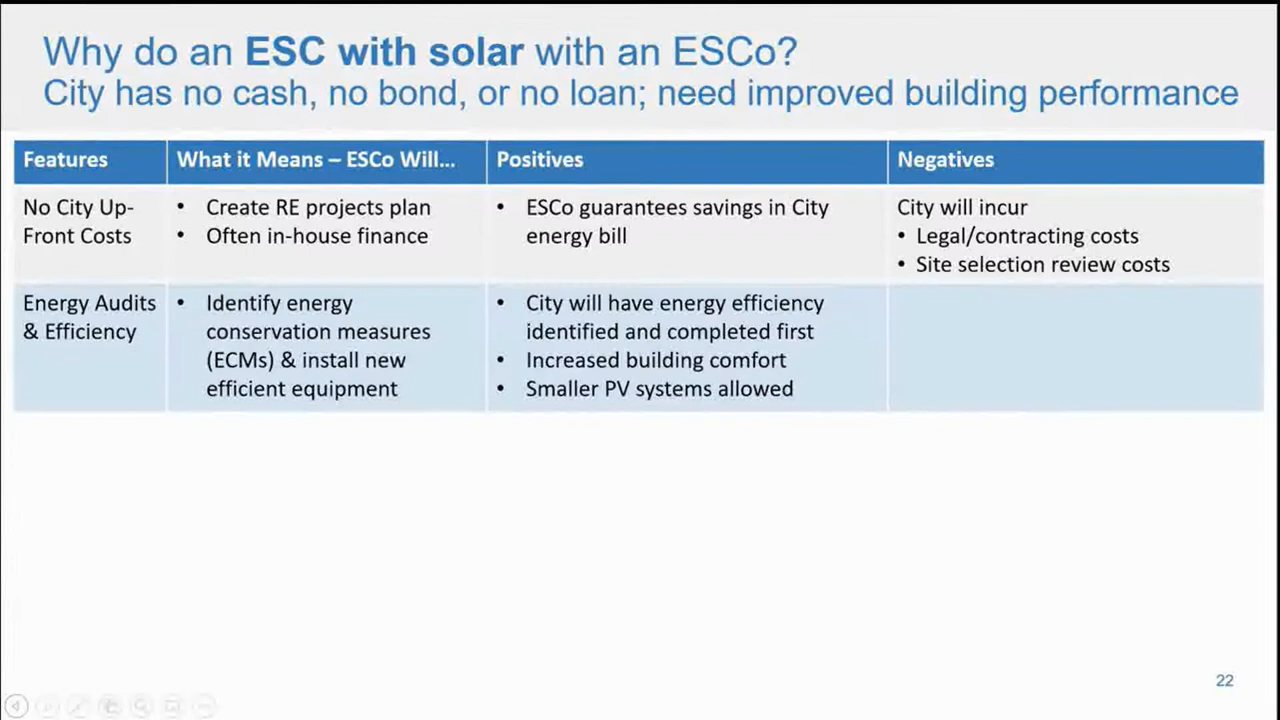 Why do an ESC with solar with an ESCo?
City has no cash, no bond, or no loan; need improved building performance
Features
What it Means – ESCo Will...
Positives
Negatives
No City Up-
Front Costs
• Create RE projects plan
• Often in-house finance
• ESCo guarantees savings in City
energy bill
City will incur
• Legal/contracting costs
• Site selection review costs
Energy Audits
& Efficiency
• Identify energy
conservation measures
(ECMs) & install new
efficient equipment
• City will have energy efficiency
identified and completed first
• Increased building comfort
• Smaller PV systems allowed
22